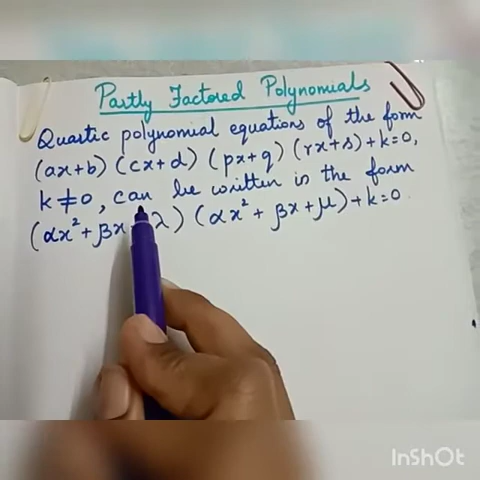 Partly Factored Polynomials
Quartic polynomial equations of the form
(ax+b) (cx+d) (px+q) (rx+s) + k=0,
k ≠ 0, can be written in the form
(αx² + βx λ) (αx² + βx + μ) + k=0.
InShOt